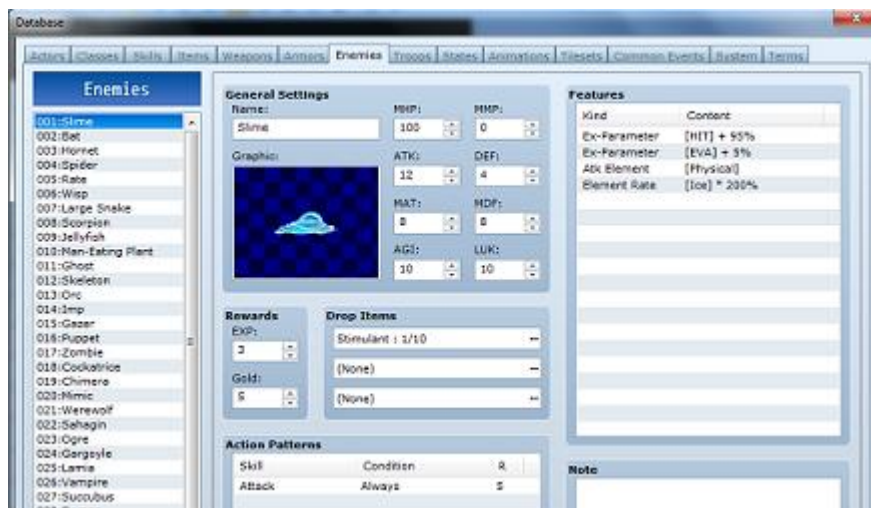 Database
Actors Classes Skills Items Weapons Armors Enemies Troops States Animations Tilesets Common Events System Terms
Enemies
001:Slime
002:Bat
003:Hornet
004:Spider
005:Rate
006:Wisp
007:Large Snake
008:Scorpion
009:Jellyfish
010:Man-Eating Plant
011:Ghost
012:Skeleton
013:Orc
014:Imp
015:Gazer
016:Puppet
017:Zombie
018:Cockatrice
019:Chimera
020:Mimic
021:Werewolf
022:Sahagin
023:Ogre
024:Gargoyle
025:Lamia
026:Vampire
027:Succubus
General Settings
Name: MHP: MMP:
Slime 100 0
Graphic: ATK: DEF:
12 4
MAT: MDF:
8 8
AGI: LUK:
10 10
Rewards
EXP:
3
Gold:
5
Drop Items
Stimulant : 1/10
(None)
(None)
Action Patterns
Skill Condition R
Attack Always 5
Features
Kind Content
Ex-Parameter [HIT] + 95%
Ex-Parameter [EVA] + 5%
Atk Element [Physical]
Element Rate [Ice] * 200%
Note